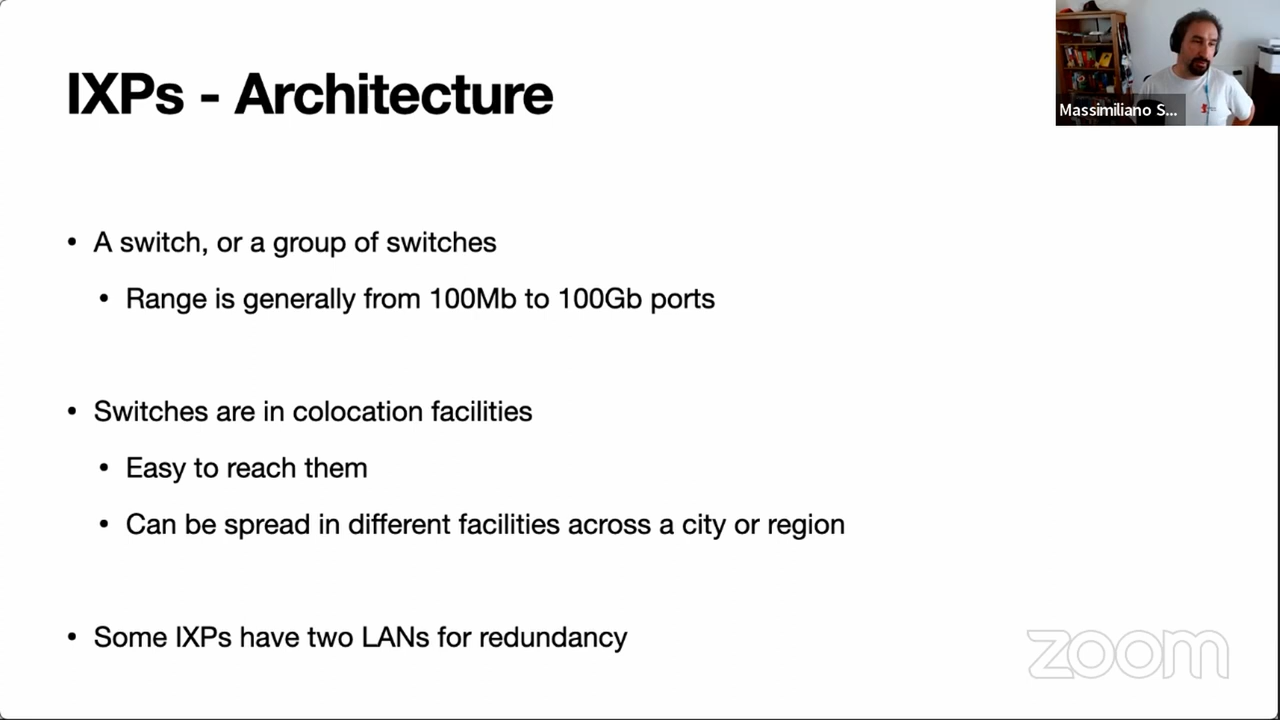 IXPs - Architecture
Massimiliano S...
• A switch, or a group of switches
• Range is generally from 100Mb to 100Gb ports
• Switches are in colocation facilities
• Easy to reach them
• Can be spread in different facilities across a city or region
• Some IXPs have two LANs for redundancy
zoom